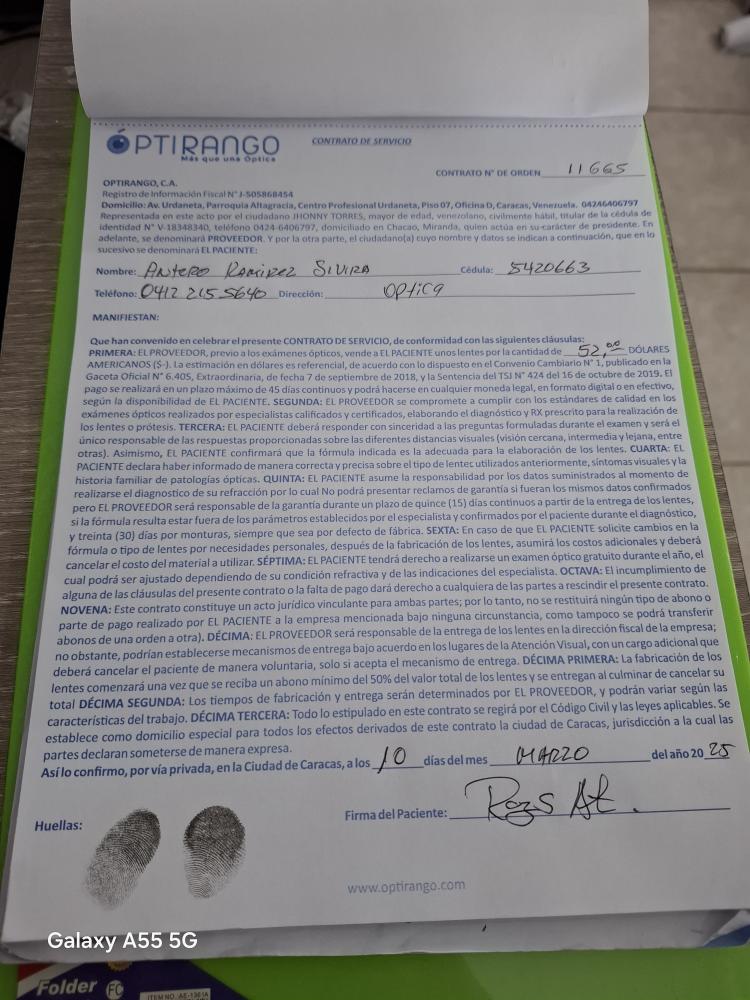 ÓPTIRANGO
Más que una Óptica
CONTRATO DE SERVICIO
CONTRATO N° DE ORDEN 11665
OPTIRANGO, C.A.
Registro de Información Fiscal N° J-505868454
Domicilio: Av. Urdaneta, Parroquia Altagracia, Centro Profesional Urdaneta, Piso 07, Oficina D, Caracas, Venezuela. 04246406797
Representada en este acto por el ciudadano JHONNY TORRES, mayor de edad, venezolano, civilmente hábil, titular de la cédula de
identidad N° V-18348340, teléfono 0424-6406797, domiciliado en Chacao, Miranda, quien actúa en su carácter de presidente. En
adelante, se denominará PROVEEDOR. Y por la otra parte, el ciudadano(a) cuyo nombre y datos se indican a continuación, que en lo
sucesivo se denominará EL PACIENTE:
Nombre: Antero Ramirez Sivira Cédula: 5420663
Teléfono: 0412 215 5640 Dirección: optica
MANIFIESTAN:
Que han convenido en celebrar el presente CONTRATO DE SERVICIO, de conformidad con las siguientes cláusulas:
PRIMERA: EL PROVEEDOR, previo a los exámenes ópticos, vende a EL PACIENTE unos lentes por la cantidad de 52,00 DÓLARES
AMERICANOS ($-). La estimación en dólares es referencial, de acuerdo con lo dispuesto en el Convenio Cambiario N° 1, publicado en la
Gaceta Oficial N° 6.405, Extraordinaria, de fecha 7 de septiembre de 2018, y la Sentencia del TSJ N° 424 del 16 de octubre de 2019. El
pago se realizará en un plazo máximo de 45 días continuos y podrá hacerse en cualquier moneda legal, en formato digital o en efectivo,
según la disponibilidad de EL PACIENTE. SEGUNDA: EL PROVEEDOR se compromete a cumplir con los estándares de calidad en los
exámenes ópticos realizados por especialistas calificados y certificados, elaborando el diagnóstico y RX prescrito para la realización de
los lentes o prótesis. TERCERA: EL PACIENTE deberá responder con sinceridad a las preguntas formuladas durante el examen y será el
único responsable de las respuestas proporcionadas sobre las diferentes distancias visuales (visión cercana, intermedia y lejana, entre
otras). Asimismo, EL PACIENTE confirmará que la fórmula indicada es la adecuada para la elaboración de los lentes. CUARTA: EL
PACIENTE declara haber informado de manera correcta y precisa sobre el tipo de lentes utilizados anteriormente, síntomas visuales y la
historia familiar de patologías ópticas. QUINTA: EL PACIENTE asume la responsabilidad por los datos suministrados al momento de
realizarse el diagnostico de su refracción por lo cual No podrá presentar reclamos de garantía si fueran los mismos datos confirmados
pero EL PROVEEDOR será responsable de la garantía durante un plazo de quince (15) días continuos a partir de la entrega de los lentes,
si la fórmula resulta estar fuera de los parámetros establecidos por el especialista y confirmados por el paciente durante el diagnóstico,
y treinta (30) días por monturas, siempre que sea por defecto de fábrica. SEXTA: En caso de que EL PACIENTE solicite cambios en la
fórmula o tipo de lentes por necesidades personales, después de la fabricación de los lentes, asumirá los costos adicionales y deberá
cancelar el costo del material a utilizar. SÉPTIMA: EL PACIENTE tendrá derecho a realizarse un examen óptico gratuito durante el año, el
cual podrá ser ajustado dependiendo de su condición refractiva y de las indicaciones del especialista. OCTAVA: El incumplimiento de
alguna de las cláusulas del presente contrato o la falta de pago dará derecho a cualquiera de las partes a rescindir el presente contrato.
NOVENA: Este contrato constituye un acto jurídico vinculante para ambas partes; por lo tanto, no se restituirá ningún tipo de abono o
parte de pago realizado por EL PACIENTE a la empresa mencionada bajo ninguna circunstancia, como tampoco se podrá transferir
abonos de una orden a otra). DÉCIMA: EL PROVEEDOR será responsable de la entrega de los lentes en la dirección fiscal de la empresa;
no obstante, podrían establecerse mecanismos de entrega bajo acuerdo en los lugares de la Atención Visual, con un cargo adicional que
deberá cancelar el paciente de manera voluntaria, solo si acepta el mecanismo de entrega. DÉCIMA PRIMERA: La fabricación de los
lentes comenzará una vez que se reciba un abono mínimo del 50% del valor total de los lentes y se entregan al culminar de cancelar su
total DÉCIMA SEGUNDA: Los tiempos de fabricación y entrega serán determinados por EL PROVEEDOR, y podrán variar según las
características del trabajo. DÉCIMA TERCERA: Todo lo estipulado en este contrato se regirá por el Código Civil y las leyes aplicables. Se
establece como domicilio especial para todos los efectos derivados de este contrato la ciudad de Caracas, jurisdicción a la cual las
partes declaran someterse de manera expresa.
Así lo confirmo, por vía privada, en la Ciudad de Caracas, a los 10 días del mes MARZO del año 2025
Huellas:
Firma del Paciente:
www.optirango.com
Galaxy A55 5G
Folder FC
ITEM NO. AE-1361A